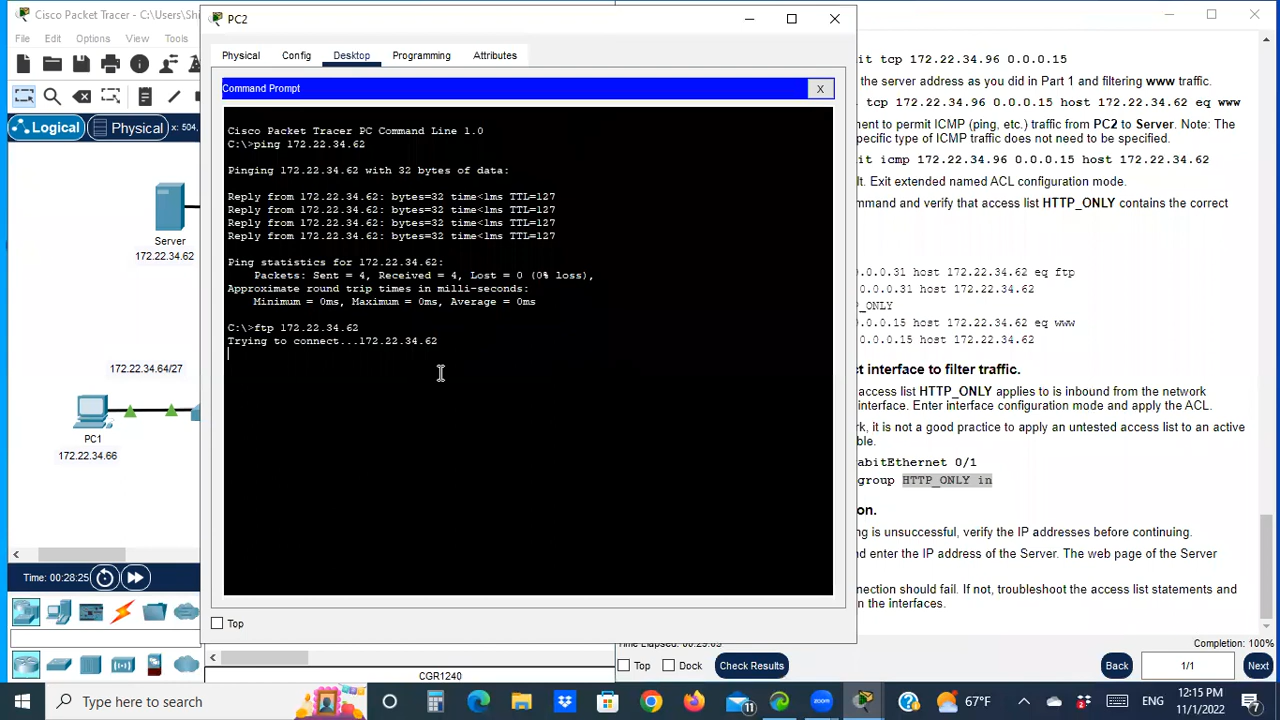 Cisco Packet Tracer - C:\Users\Shi
File Edit Options View Tools
Logical Physical x: 504,
Server
172.22.34.62
172.22.34.64/27
PC1
172.22.34.66
Time: 00:28:25
PC2
Physical Config Desktop Programming Attributes
Command Prompt X
Cisco Packet Tracer PC Command Line 1.0
C:\>ping 172.22.34.62
Pinging 172.22.34.62 with 32 bytes of data:
Reply from 172.22.34.62: bytes=32 time<1ms TTL=127
Reply from 172.22.34.62: bytes=32 time<1ms TTL=127
Reply from 172.22.34.62: bytes=32 time<1ms TTL=127
Reply from 172.22.34.62: bytes=32 time<1ms TTL=127
Ping statistics for 172.22.34.62:
Packets: Sent = 4, Received = 4, Lost = 0 (0% loss),
Approximate round trip times in milli-seconds:
Minimum = 0ms, Maximum = 0ms, Average = 0ms
C:\>ftp 172.22.34.62
Trying to connect...172.22.34.62
Top
CGR1240
it tcp 172.22.34.96 0.0.0.15
the server address as you did in Part 1 and filtering www traffic.
tcp 172.22.34.96 0.0.0.15 host 172.22.34.62 eq www
ment to permit ICMP (ping, etc.) traffic from PC2 to Server. Note: The
pecific type of ICMP traffic does not need to be specified.
it icmp 172.22.34.96 0.0.0.15 host 172.22.34.62
lt. Exit extended named ACL configuration mode.
ommand and verify that access list HTTP_ONLY contains the correct
.0.0.31 host 172.22.34.62 eq ftp
.0.0.31 host 172.22.34.62
_ONLY
.0.0.15 host 172.22.34.62 eq www
.0.0.15 host 172.22.34.62
ct interface to filter traffic.
access list HTTP_ONLY applies to is inbound from the network
interface. Enter interface configuration mode and apply the ACL.
rk, it is not a good practice to apply an untested access list to an active
ble.
abitEthernet 0/1
group HTTP_ONLY in
on.
ng is unsuccessful, verify the IP addresses before continuing.
nd enter the IP address of the Server. The web page of the Server
nnection should fail. If not, troubleshoot the access list statements and
n the interfaces.
Completion: 100%
Top Dock Check Results Back 1/1 Next
Type here to search
11
67°F ENG 12:15 PM
11/1/2022
7